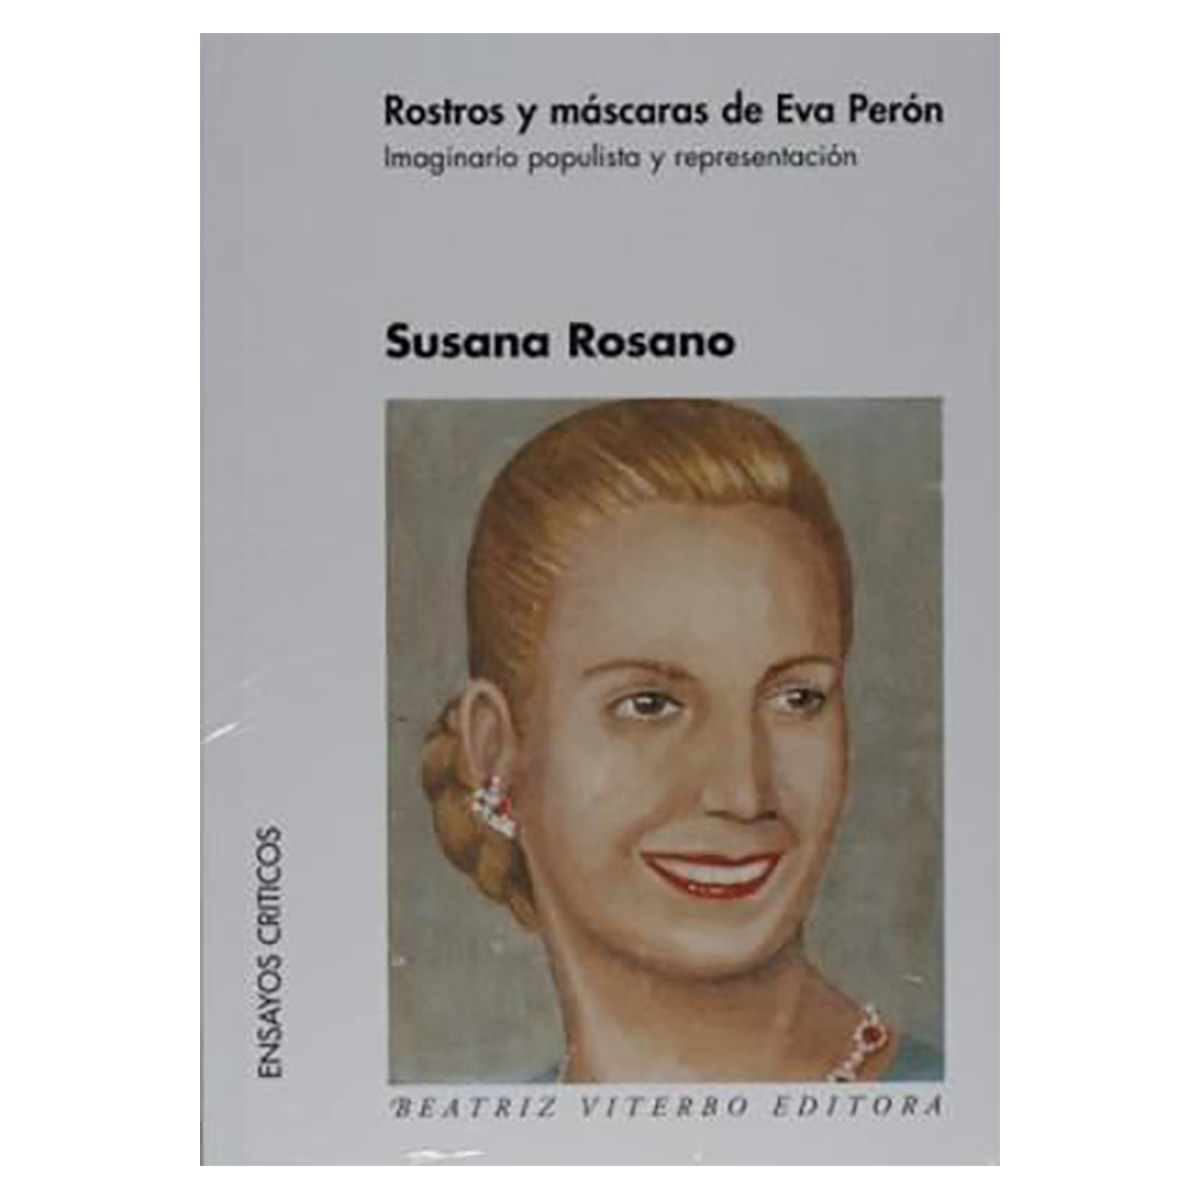 Rostros y máscaras de Eva Perón
Imaginario populista y representación
Susana Rosano
ENSAYOS CRITICOS
BEATRIZ VITERBO EDITORA